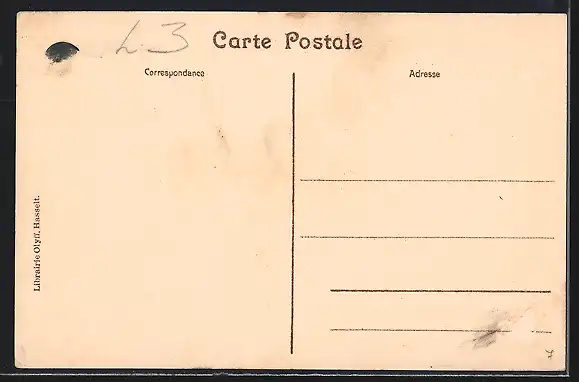 L3
Carte Postale
Correspondance
Adresse
Librairie Olyff, Hasselt.